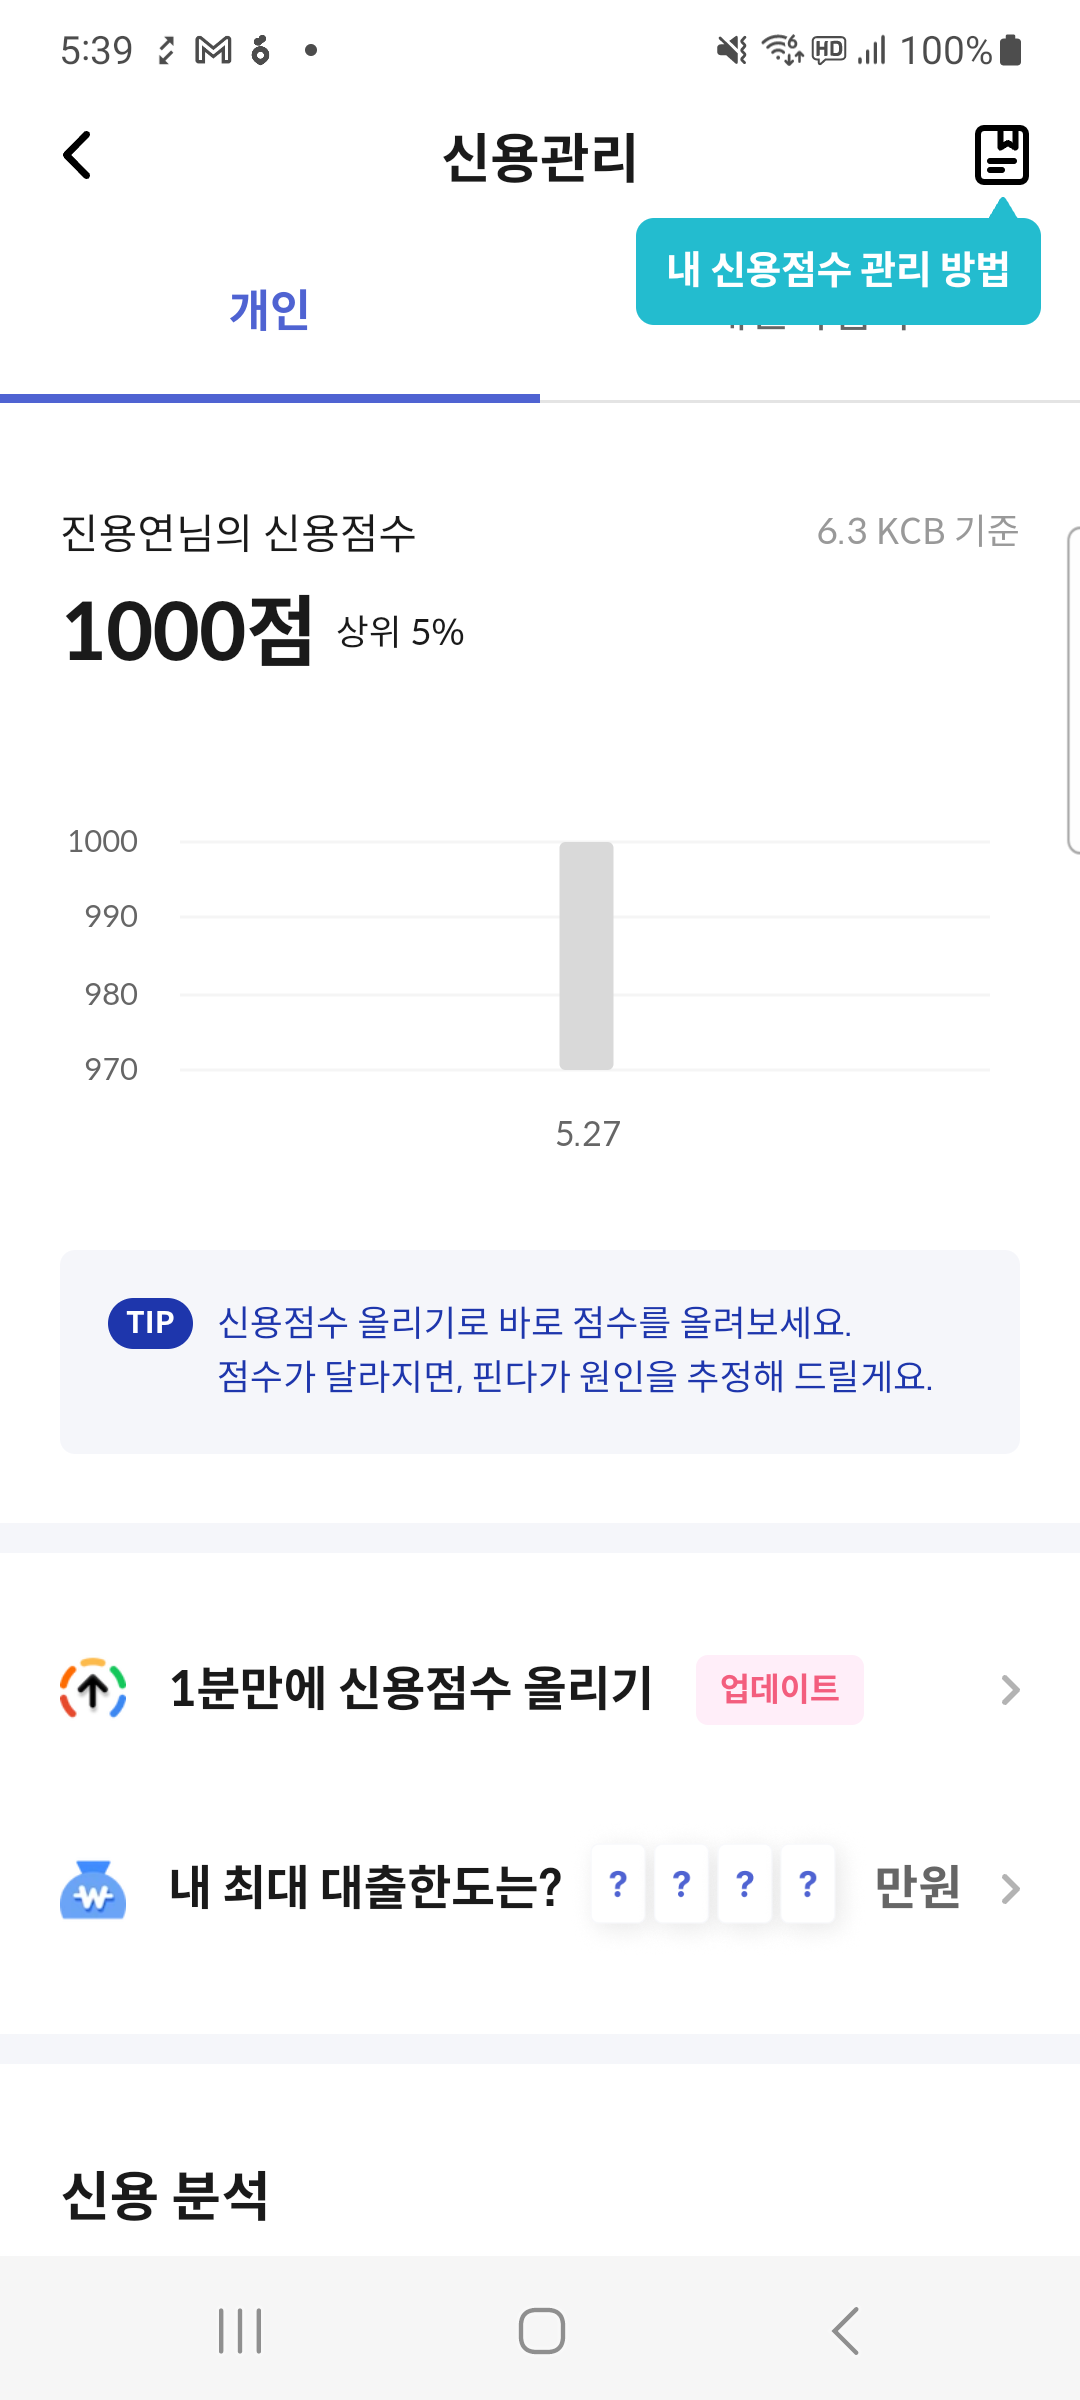 5:39
HD
100%
신용관리
내 신용점수 관리 방법
개인
진용연님의 신용점수
6.3 KCB 기준
1000점 상위 5%
1000
990
980
970
5.27
TIP 신용점수 올리기로 바로 점수를 올려보세요.
점수가 달라지면, 핀다가 원인을 추정해 드릴게요.
1분만에 신용점수 올리기 업데이트
내 최대 대출한도는? ? ? ? ? 만원
신용 분석